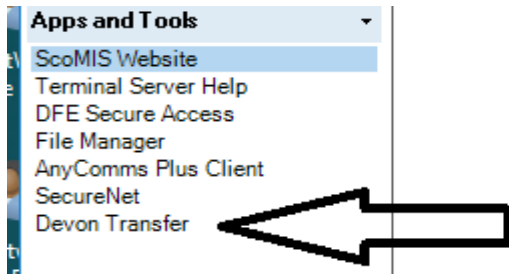 Apps and Tools
ScoMIS Website
Terminal Server Help
DFE Secure Access
File Manager
AnyComms Plus Client
SecureNet
Devon Transfer